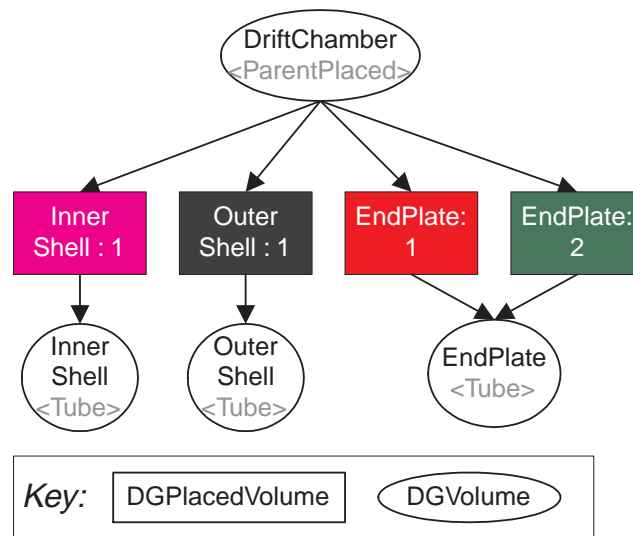 DriftChamber
<ParentPlaced>
Inner
Shell : 1
Outer
Shell : 1
EndPlate:
1
EndPlate:
2
Inner
Shell
<Tube>
Outer
Shell
<Tube>
EndPlate
<Tube>
Key:
DGPlacedVolume
DGVolume